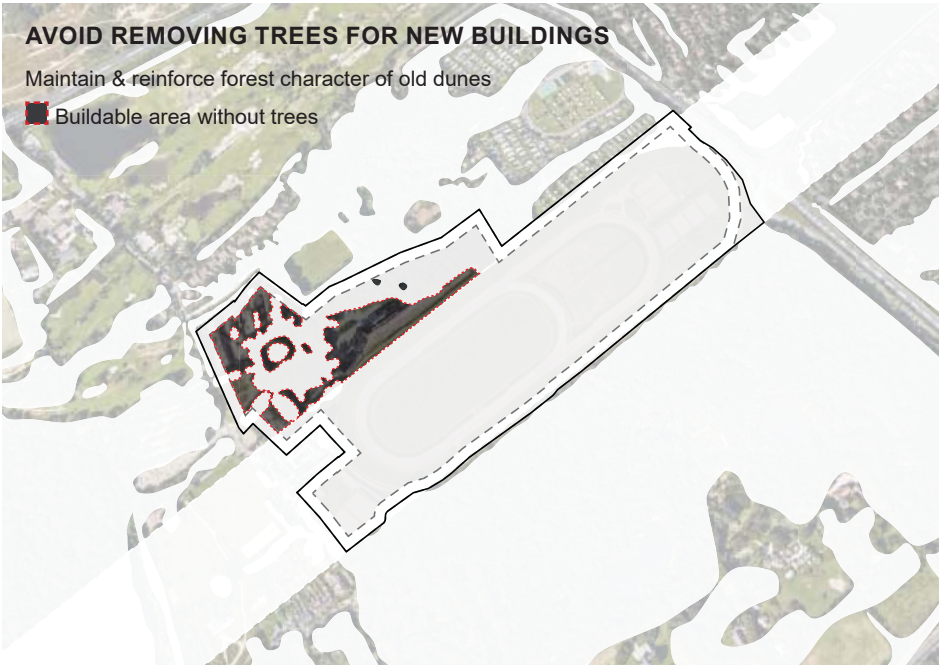 AVOID REMOVING TREES FOR NEW BUILDINGS
Maintain & reinforce forest character of old dunes
Buildable area without trees